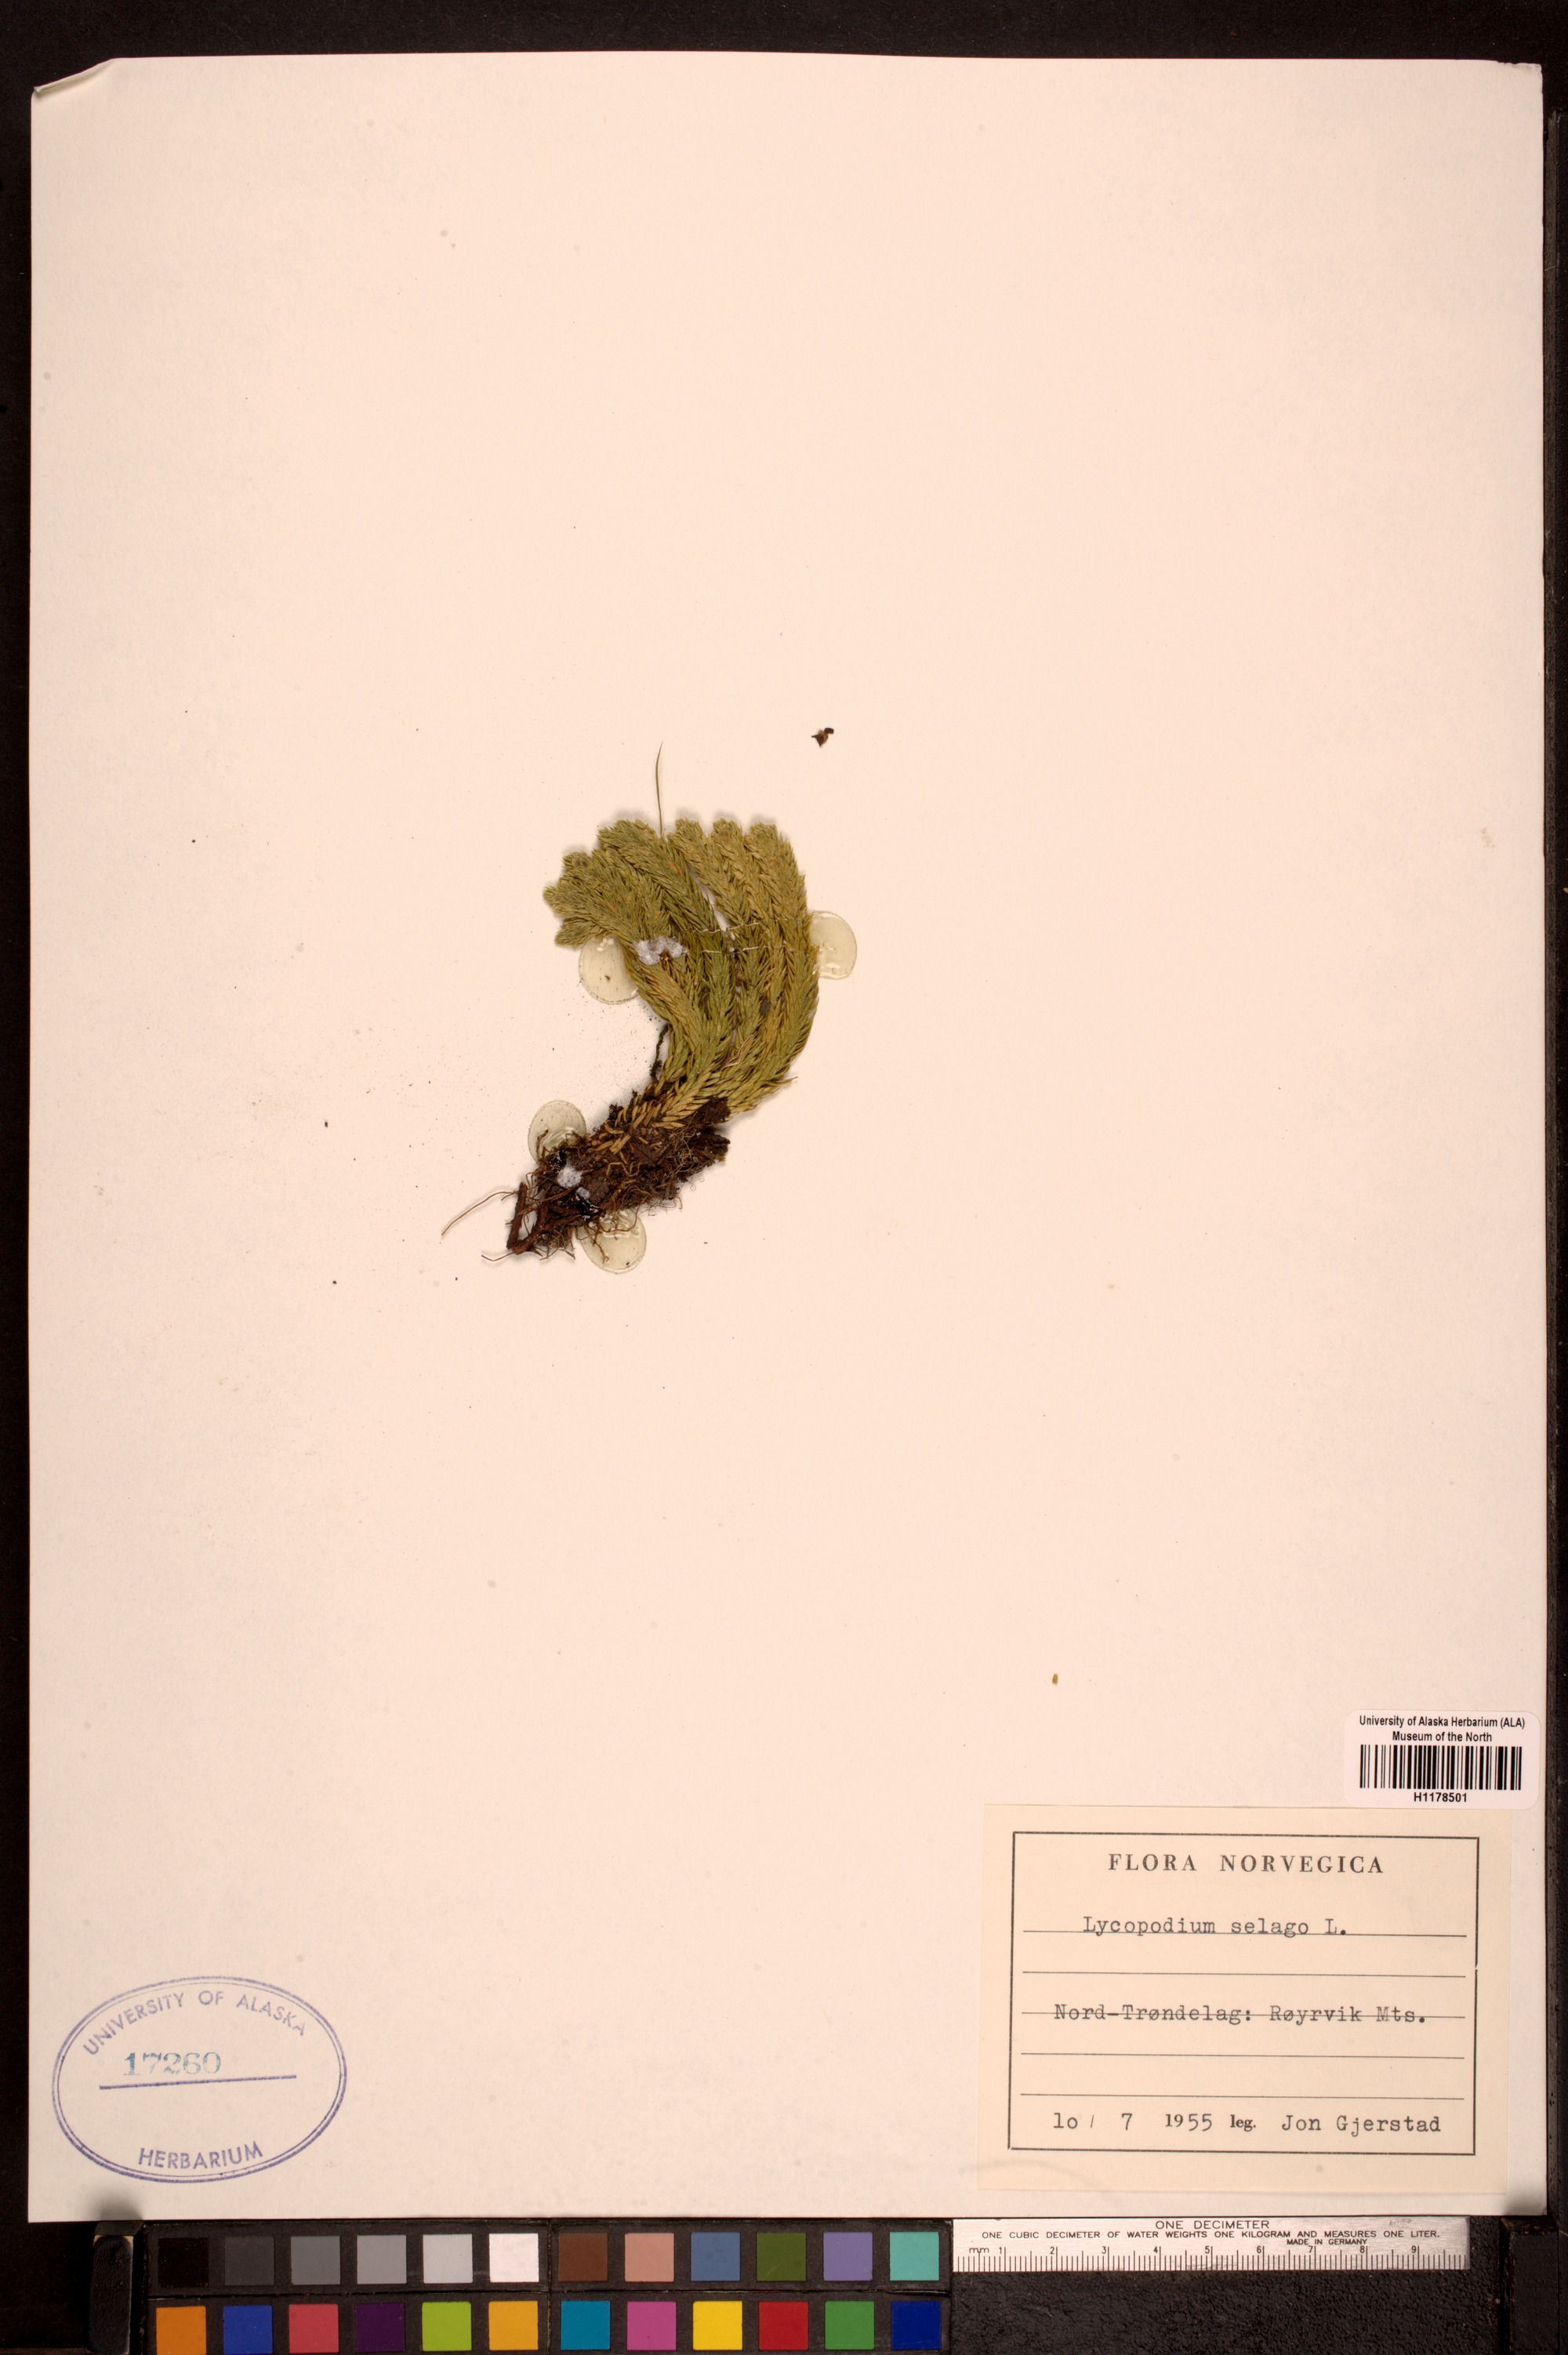 University of Alaska Herbarium (ALA)
Museum of the North
H1178501
FLORA NORVEGICA
Lycopodium selago L.
Nord-Trøndelag: Røyrvik Mts.
lo / 7 1955 leg. Jon Gjerstad
UNIVERSITY OF ALASKA
17260
HERBARIUM
ONE DECIMETER
ONE CUBIC DECIMETER OF WATER WEIGHTS ONE KILOGRAM AND MEASURES ONE LITER.
MADE IN GERMANY
mm 1 2 3 4 5 6 7 8 9